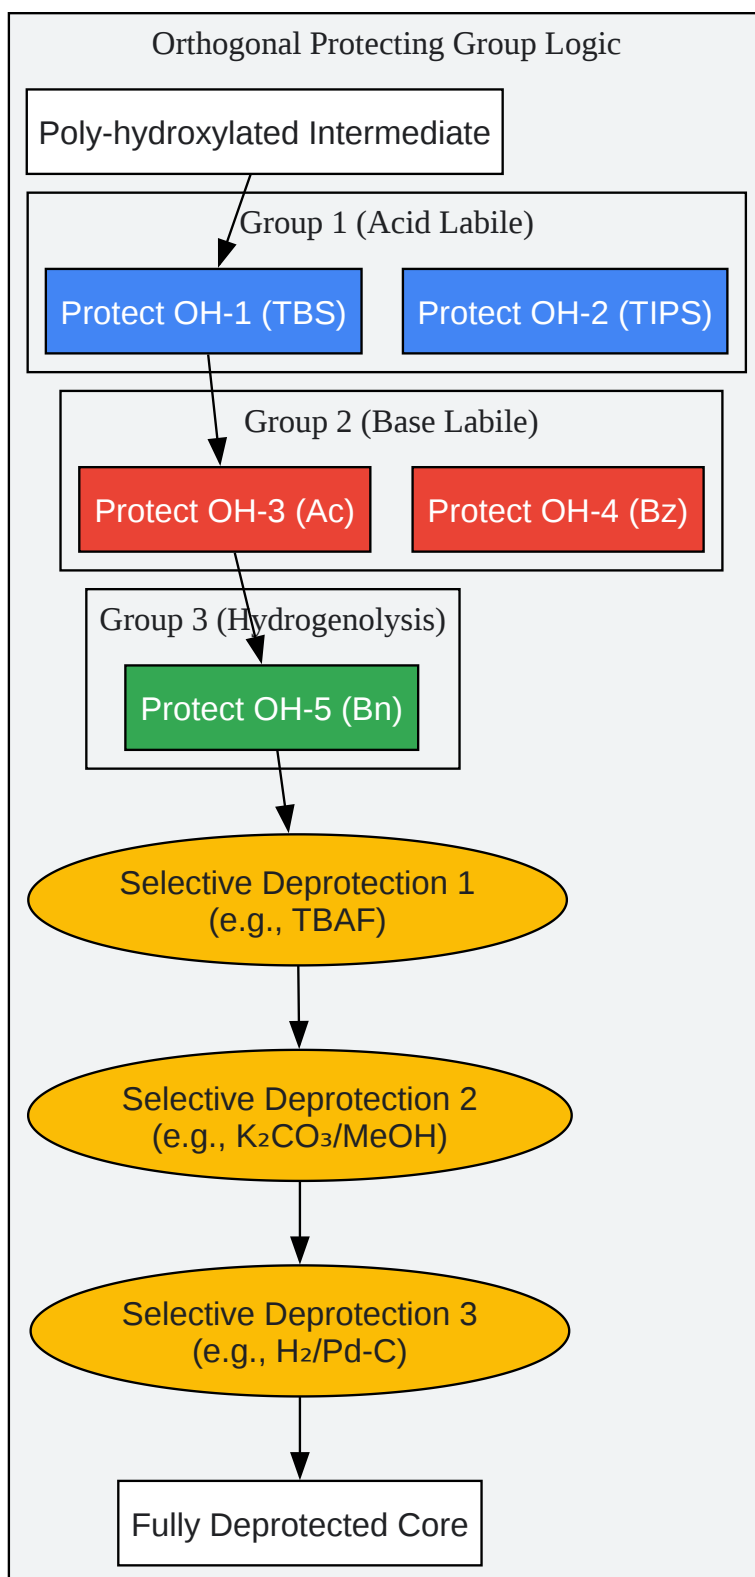 Orthogonal Protecting Group Logic
Poly-hydroxylated Intermediate
Group 1 (Acid Labile)
Protect OH-1 (TBS)
Protect OH-2 (TIPS)
Group 2 (Base Labile)
Protect OH-3 (Ac)
Protect OH-4 (Bz)
Group 3 (Hydrogenolysis)
Protect OH-5 (Bn)
Selective Deprotection 1
(e.g., TBAF)
Selective Deprotection 2
(e.g., K₂CO₃/MeOH)
Selective Deprotection 3
(e.g., H₂/Pd-C)
Fully Deprotected Core